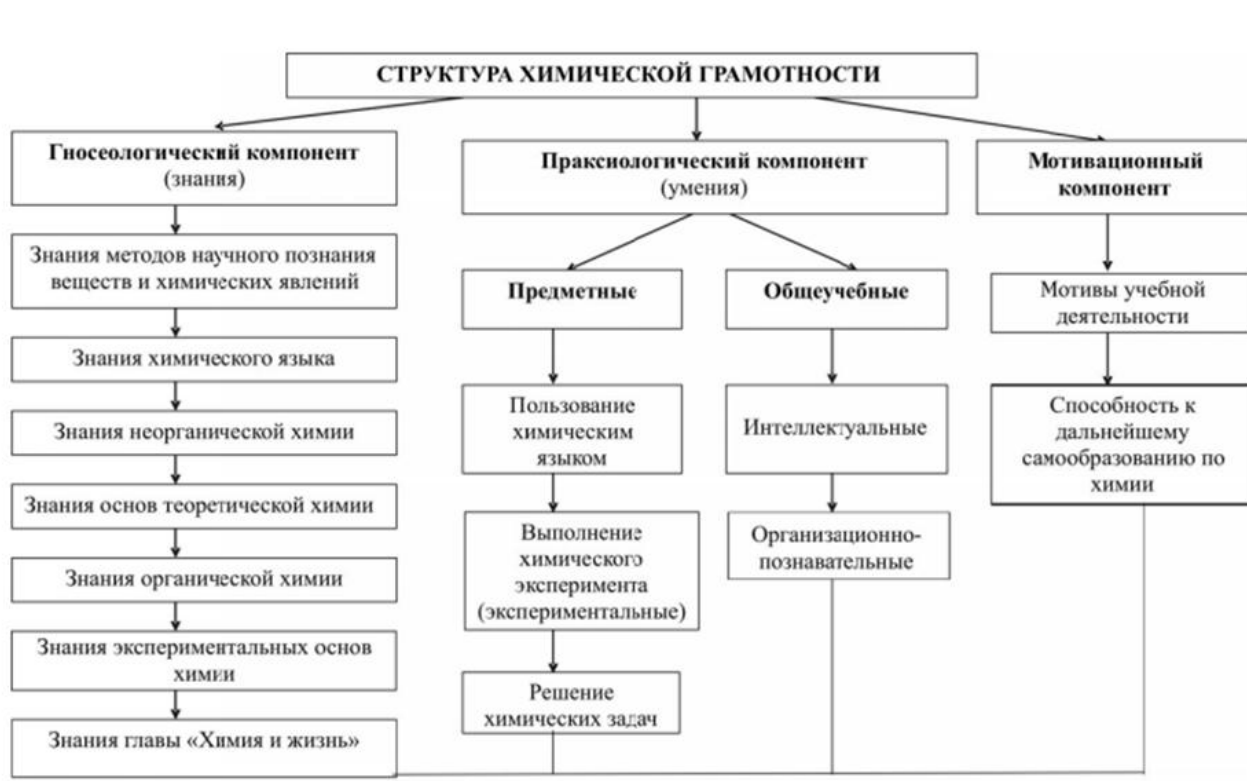 СТРУКТУРА ХИМИЧЕСКОЙ ГРАМОТНОСТИ
Гносеологический компонент
(знания)
Знания методов научного познания
веществ и химических явлений
Знания химического языка
Знания неорганической химии
Знания основ теоретической химии
Знания органической химии
Знания экспериментальных основ
химии
Знания главы «Химия и жизнь»
Праксиологический компонент
(умения)
Предметные
Пользование
химическим
языком
Выполнение
химического
эксперимента
(экспериментальные)
Решение
химических задач
Общеучебные
Интеллектуальные
Организационно-
познавательные
Мотивационный
компонент
Мотивы учебной
деятельности
Способность к
дальнейшему
самообразованию по
химии